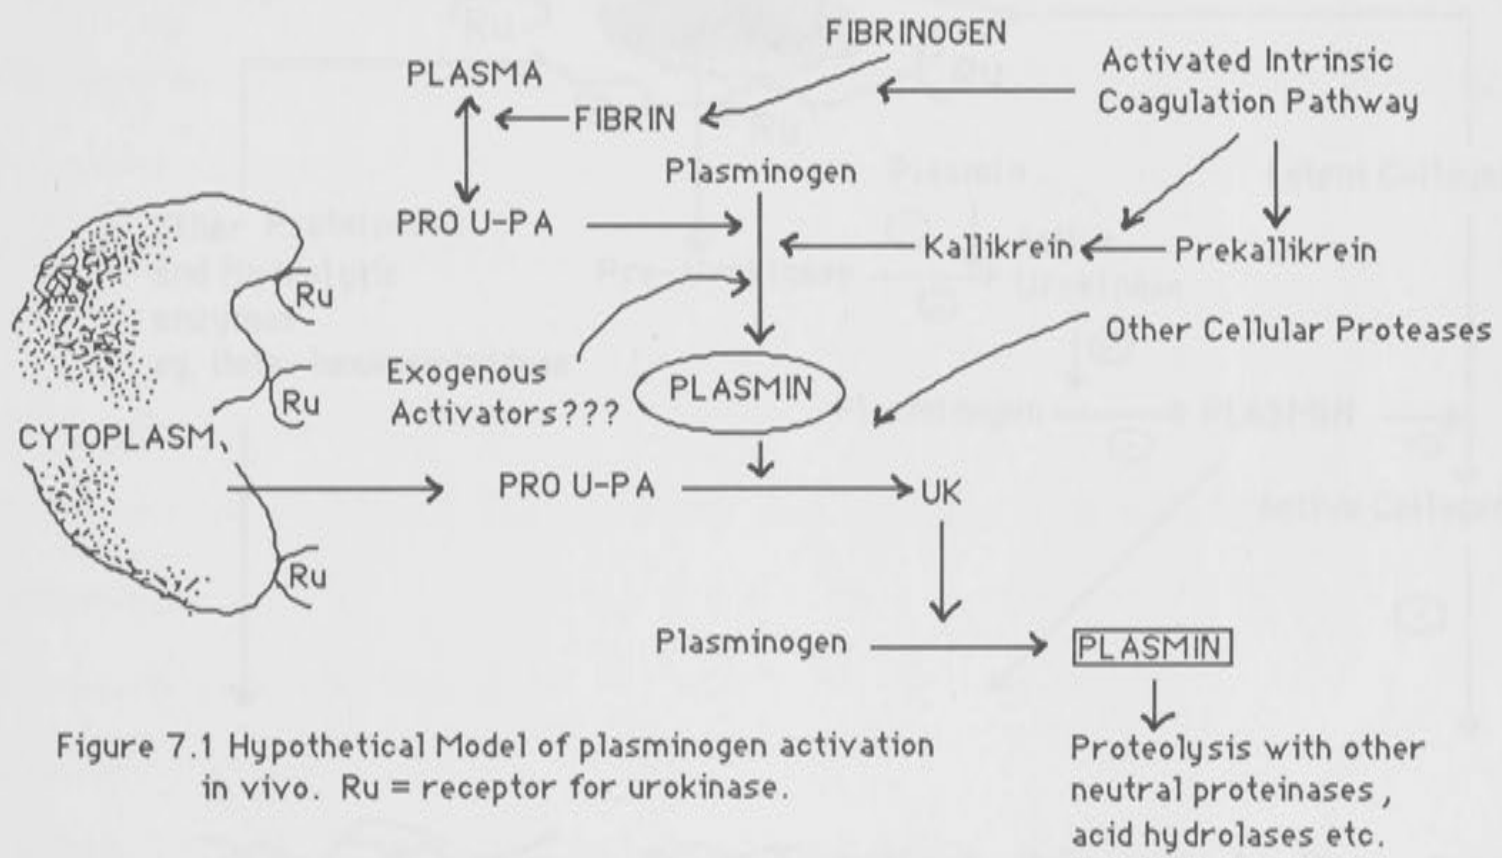 FIBRINOGEN
Activated Intrinsic
Coagulation Pathway
PLASMA
FIBRIN
Plasminogen
PRO U-PA
Kallikrein
Prekallikrein
Ru
Other Cellular Proteases
Exogenous
Activators???
PLASMIN
Ru
CYTOPLASM
PRO U-PA
UK
Ru
Plasminogen
PLASMIN
Figure 7.1 Hypothetical Model of plasminogen activation
in vivo. Ru = receptor for urokinase.
Proteolysis with other
neutral proteinases,
acid hydrolases etc.